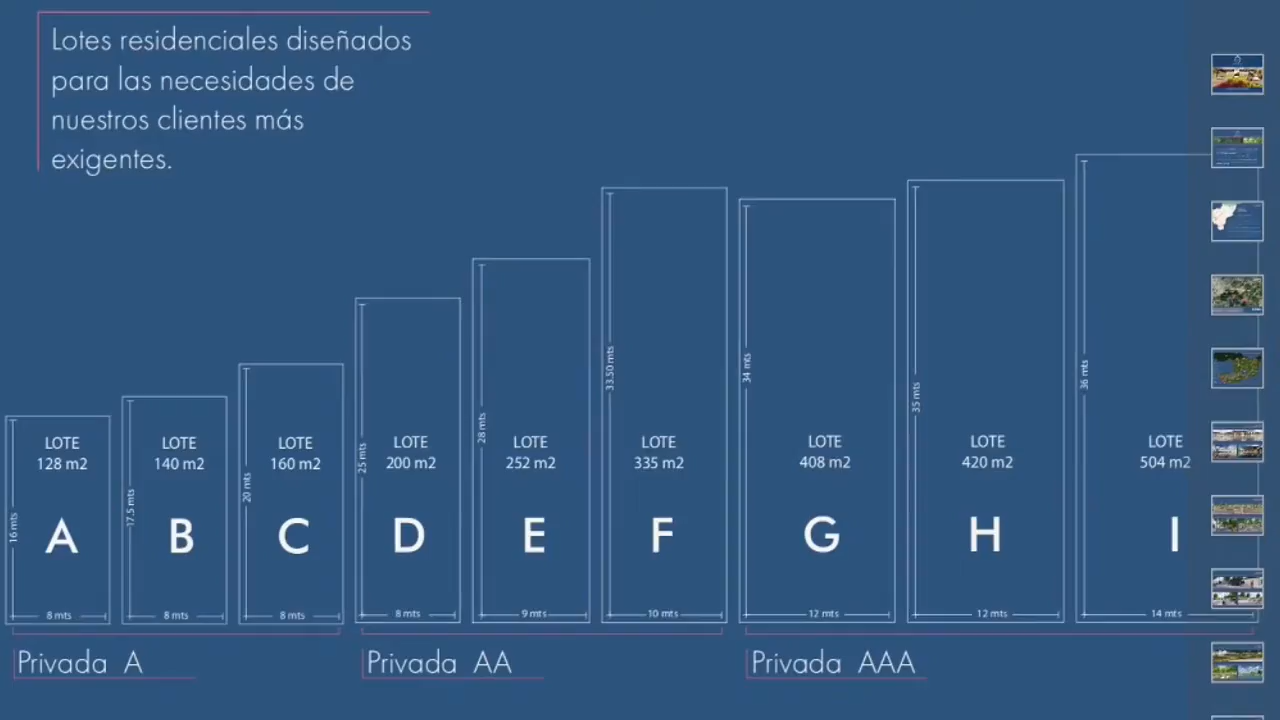 Lotes residenciales diseñados
para las necesidades de
nuestros clientes más
exigentes.
LOTE
128 m2
A
16 mts
8 mts
LOTE
140 m2
B
17.5 mts
8 mts
LOTE
160 m2
C
20 mts
8 mts
LOTE
200 m2
D
25 mts
8 mts
LOTE
252 m2
E
28 mts
9 mts
LOTE
335 m2
F
33.50 mts
10 mts
LOTE
408 m2
G
34 mts
12 mts
LOTE
420 m2
H
35 mts
12 mts
LOTE
504 m2
I
36 mts
14 mts
Privada A
Privada AA
Privada AAA